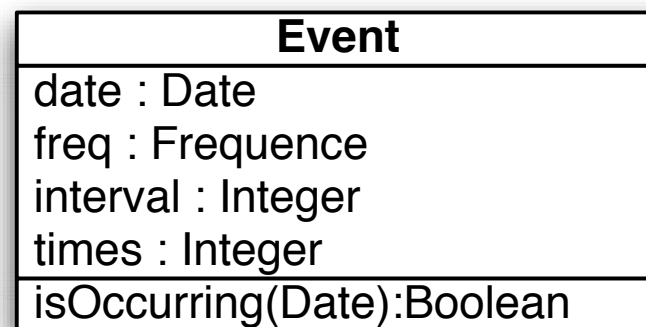 Event
date : Date
freq : Frequence
interval : Integer
times : Integer
isOccurring(Date):Boolean